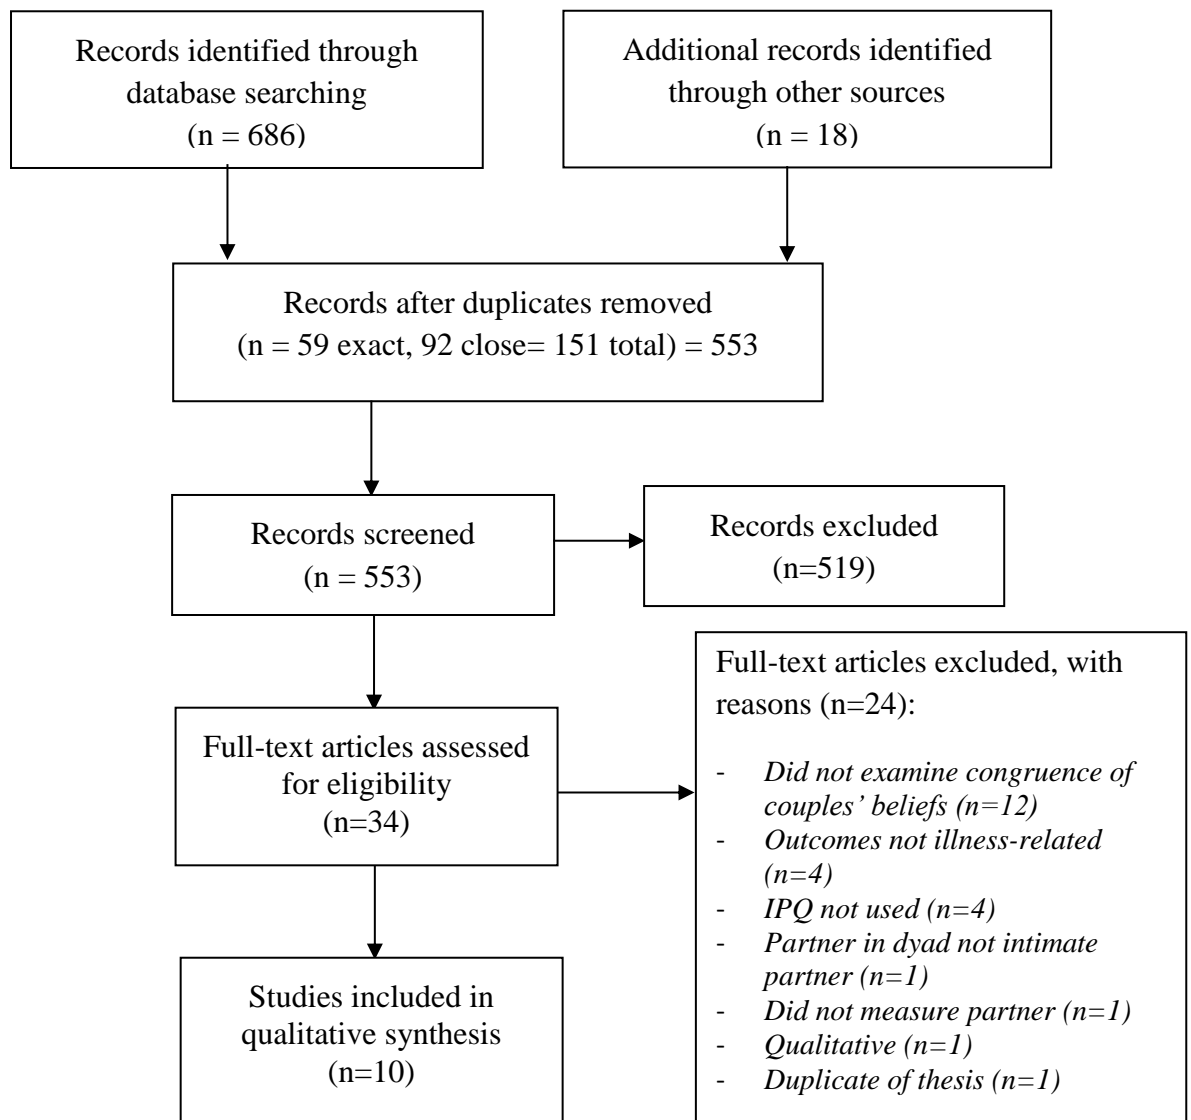 Records identified through
database searching
(n = 686)
Additional records identified
through other sources
(n = 18)
Records after duplicates removed
(n = 59 exact, 92 close= 151 total) = 553
Records screened
(n = 553)
Records excluded
(n=519)
Full-text articles assessed
for eligibility
(n=34)
Full-text articles excluded, with
reasons (n=24):
- Did not examine congruence of
couples’ beliefs (n=12)
- Outcomes not illness-related
(n=4)
- IPQ not used (n=4)
- Partner in dyad not intimate
partner (n=1)
- Did not measure partner (n=1)
- Qualitative (n=1)
- Duplicate of thesis (n=1)
Studies included in
qualitative synthesis
(n=10)